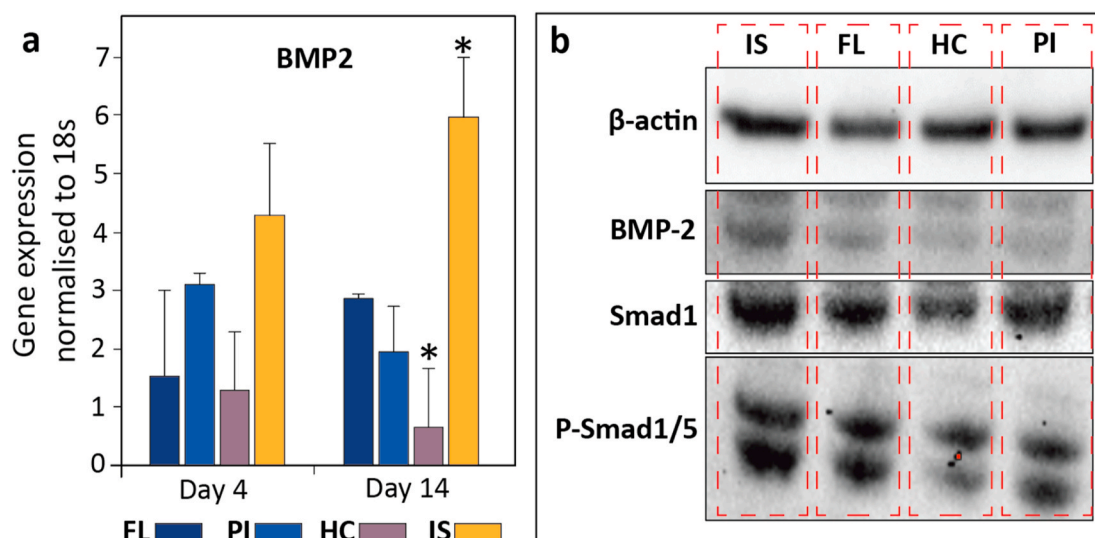 a
BMP2
Gene expression
normalised to 18s
7
6
5
4
3
2
1
0
*
*
Day 4
Day 14
FL
PI
HC
IS
b
IS FL HC PI
β-actin
BMP-2
Smad1
P-Smad1/5